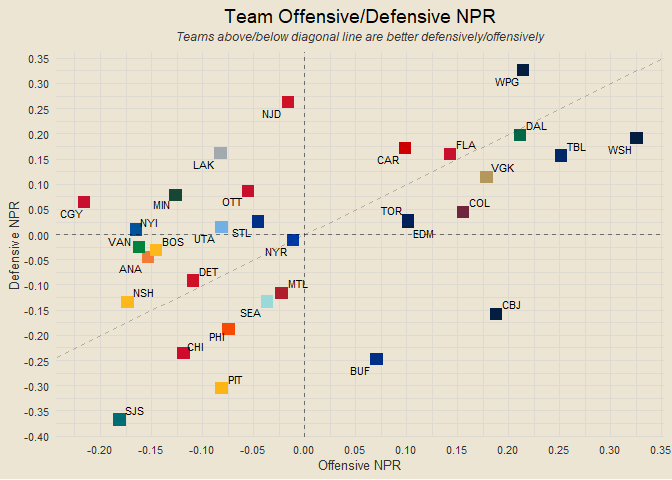 Team Offensive/Defensive NPR
Teams above/below diagonal line are better defensively/offensively
0.35
0.30
0.25
0.20
0.15
0.10
0.05
0.00
-0.05
-0.10
-0.15
-0.20
-0.25
-0.30
-0.35
-0.40
Defensive NPR
WPG
NJD
DAL
FLA
TBL
WSH
CAR
LAK
VGK
OTT
MIN
CGY
COL
TOR
EDM
NYI
STL
UTA
VAN
BOS
NYR
ANA
DET
MTL
NSH
SEA
CBJ
PHI
CHI
BUF
PIT
SJS
-0.20
-0.15
-0.10
-0.05
0.00
0.05
0.10
0.15
0.20
0.25
0.30
0.35
Offensive NPR